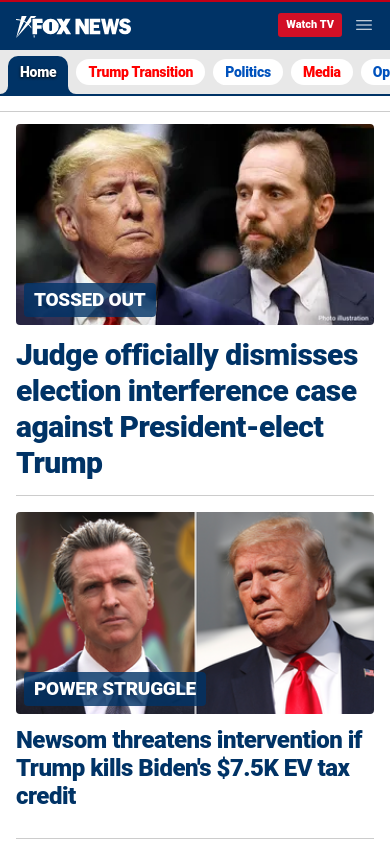 FOX NEWS
Watch TV
Home
Trump Transition
Politics
Media
Op
TOSSED OUT
Photo illustration
Judge officially dismisses
election interference case
against President-elect
Trump
POWER STRUGGLE
Newsom threatens intervention if
Trump kills Biden's $7.5K EV tax
credit